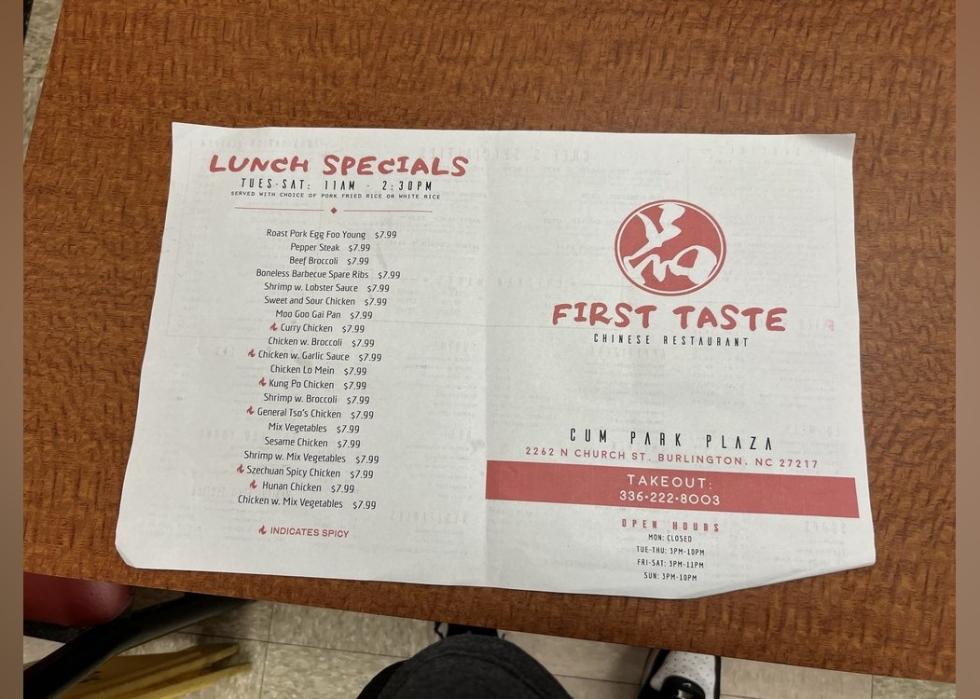 LUNCH SPECIALS
TUES-SAT: 11AM - 2:30PM
SERVED WITH CHOICE OF PORK FRIED RICE OR WHITE RICE
Roast Pork Egg Foo Young $7.99
Pepper Steak $7.99
Beef Broccoli $7.99
Boneless Barbecue Spare Ribs $7.99
Shrimp w. Lobster Sauce $7.99
Sweet and Sour Chicken $7.99
Moo Goo Gai Pan $7.99
Curry Chicken $7.99
Chicken w. Broccoli $7.99
Chicken w. Garlic Sauce $7.99
Chicken Lo Mein $7.99
Kung Po Chicken $7.99
Shrimp w. Broccoli $7.99
General Tso's Chicken $7.99
Mix Vegetables $7.99
Sesame Chicken $7.99
Shrimp w. Mix Vegetables $7.99
Szechuan Spicy Chicken $7.99
Hunan Chicken $7.99
Chicken w. Mix Vegetables $7.99
INDICATES SPICY
FIRST TASTE
CHINESE RESTAURANT
CUM PARK PLAZA
2262 N CHURCH ST. BURLINGTON, NC 27217
TAKEOUT:
336-222-8003
OPEN HOURS
MON: CLOSED
TUE-THU: 3PM-10PM
FRI-SAT: 3PM-11PM
SUN: 3PM-10PM